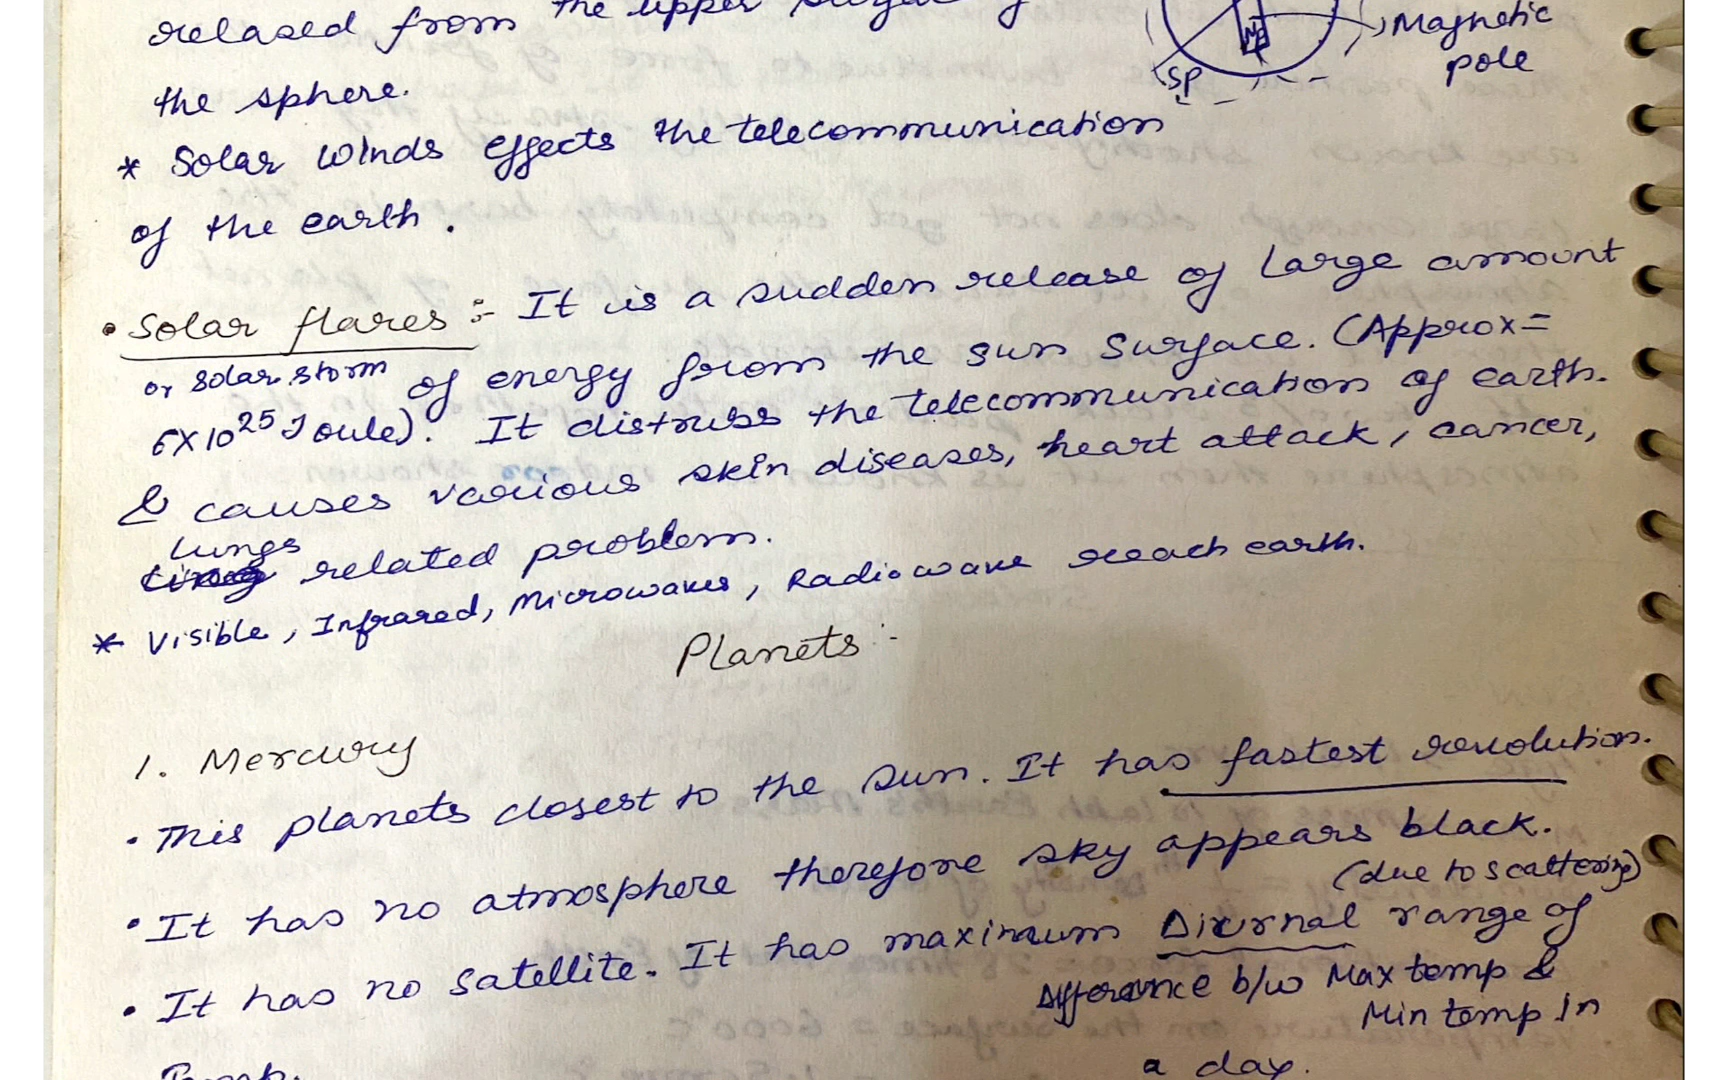 relased from the upper
Magnetic
pole
NP
SP
the sphere.
* Solar Winds effects the telecommunication
of the earth.
• Solar flares :- It is a sudden release of Large amount
or solar storm of energy from the sun Surface. (Approx =
6X10²⁵ Joule). It distrubs the telecommunication of earth.
& causes various skin diseases, heart attack, cancer,
lungs related problem.
* Visible, Infrared, Microwaves, Radiowave reach earth.
Planets :-
1. Mercury
• This planets closest to the sun. It has fastest revolution.
• It has no atmosphere therefore sky appears black.
(due to scattering)
• It has no satellite. It has maximum Diurnal range of
Difference b/w Max temp &
Min temp in
a day.